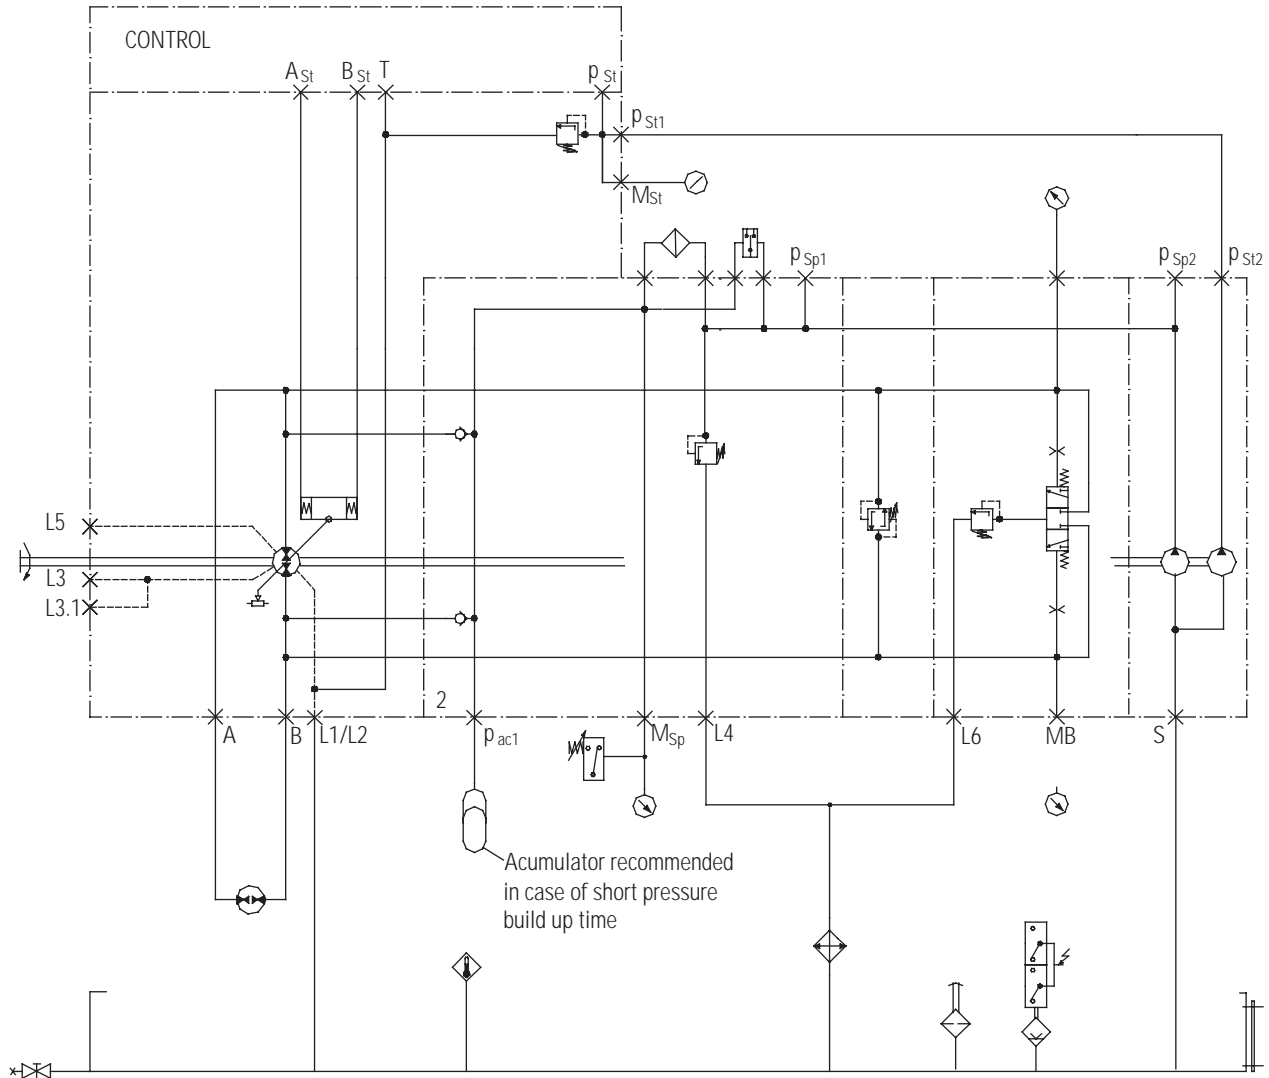 CONTROL
A St B St T p St
p St1
M St
p Sp1
p Sp2 p St2
L5
L3
L3.1
2
A B L1/L2 p ac1 M Sp L4 L6 MB S
Acumulator recommended
in case of short pressure
build up time